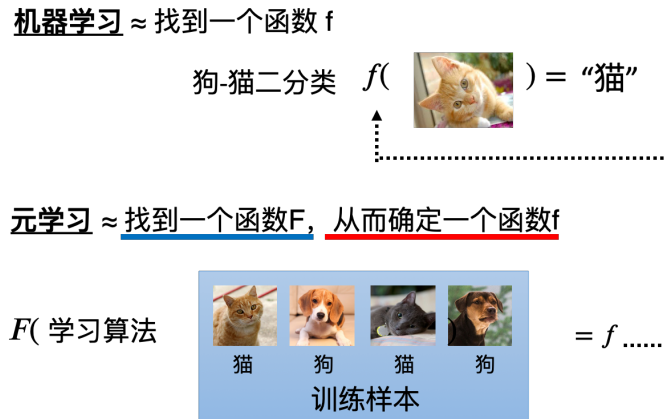 机器学习 ≈ 找到一个函数 f
狗-猫二分类 f( ) = “猫”
元学习 ≈ 找到一个函数F，从而确定一个函数f
F( 学习算法 = f ......
猫 狗 猫 狗
训练样本